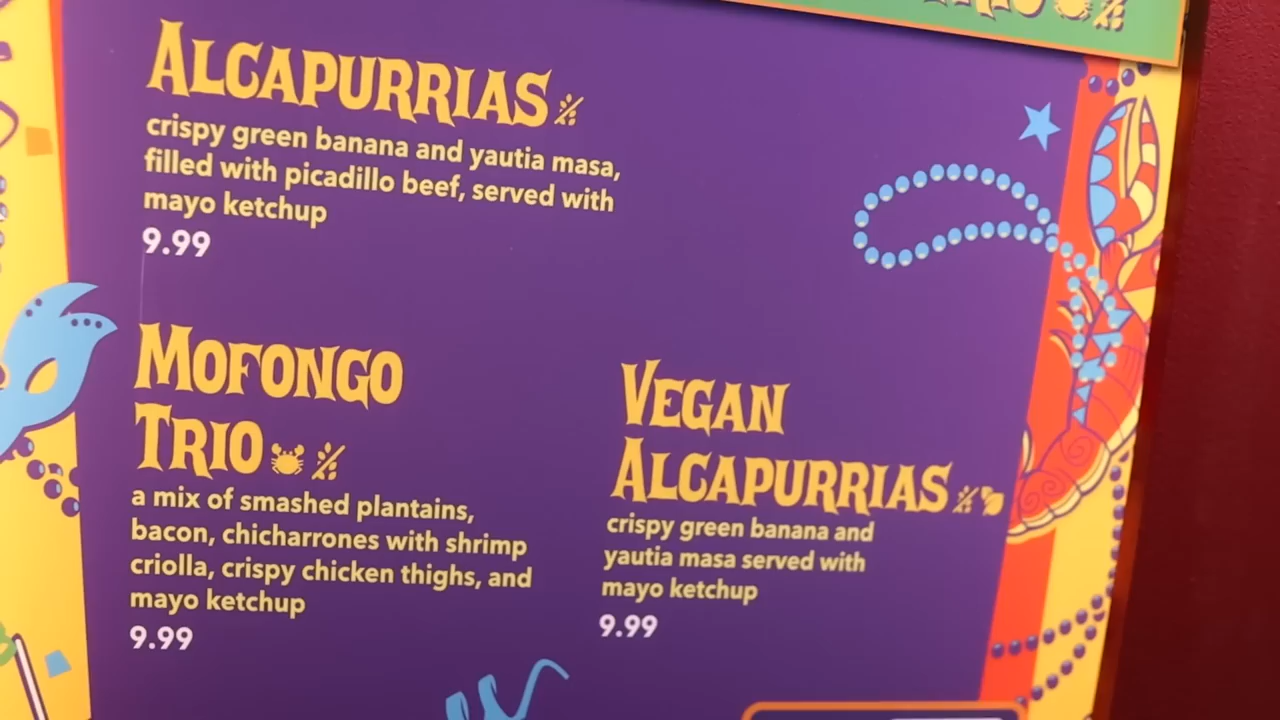 ALCAPURRIAS
crispy green banana and yautia masa,
filled with picadillo beef, served with
mayo ketchup
9.99
MOFONGO
TRIO
a mix of smashed plantains,
bacon, chicharrones with shrimp
criolla, crispy chicken thighs, and
mayo ketchup
9.99
VEGAN
ALCAPURRIAS
crispy green banana and
yautia masa served with
mayo ketchup
9.99